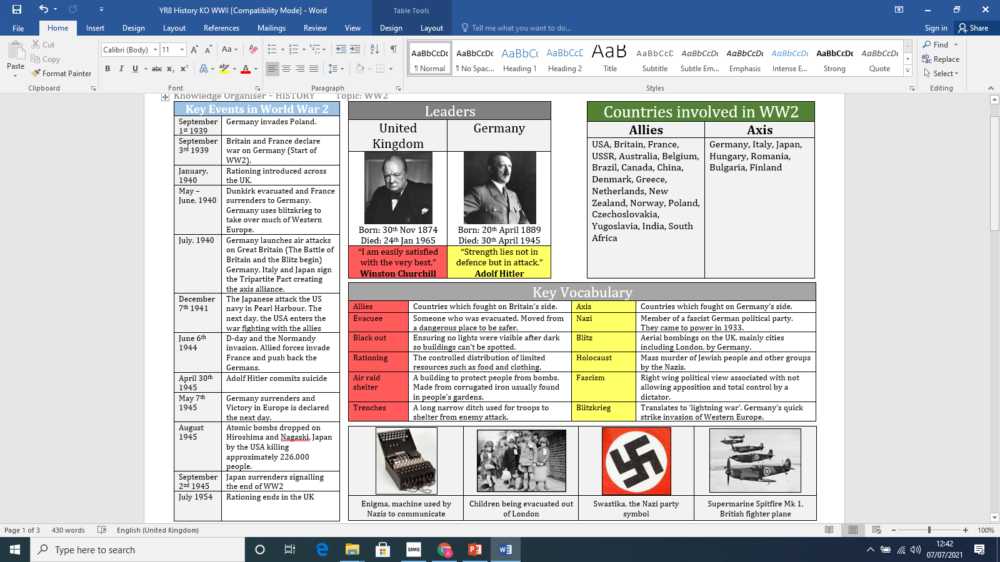 YR8 History KO WWII [Compatibility Mode] - Word
Table Tools
File
Home
Insert
Design
Layout
References
Mailings
Review
View
Design
Layout
Tell me what you want to do...
Sign in
Share
Paste
Cut
Copy
Format Painter
Clipboard
Calibri (Body)
11
Font
Paragraph
AaBbCcDc
¶ Normal
AaBbCcDc
¶ No Spac...
AaBbCc
Heading 1
AaBbCcD
Heading 2
AaB
Title
AaBbCcD
Subtitle
AaBbCcDc
Subtle Em...
AaBbCcDc
Emphasis
AaBbCcDc
Intense E...
AaBbCcDc
Strong
AaBbCcDc
Quote
Styles
Find
Replace
Select
Editing
Knowledge Organiser – HISTORY Topic: WW2
Key Events in World War 2
September
1st 1939
Germany invades Poland.
September
3rd 1939
Britain and France declare
war on Germany (Start of
WW2).
January,
1940
Rationing introduced across
the UK.
May –
June, 1940
Dunkirk evacuated and France
surrenders to Germany.
Germany uses blitzkrieg to
take over much of Western
Europe.
July, 1940
Germany launches air attacks
on Great Britain (The Battle of
Britain and the Blitz begin)
Germany, Italy and Japan sign
the Tripartite Pact creating
the axis alliance.
December
7th 1941
The Japanese attack the US
navy in Pearl Harbour. The
next day, the USA enters the
war fighting with the allies
June 6th
1944
D-day and the Normandy
invasion. Allied forces invade
France and push back the
Germans.
April 30th
1945
Adolf Hitler commits suicide
May 7th
1945
Germany surrenders and
Victory in Europe is declared
the next day.
August
1945
Atomic bombs dropped on
Hiroshima and Nagaski, Japan
by the USA killing
approximately 226,000
people.
September
2nd 1945
Japan surrenders signalling
the end of WW2
July 1954
Rationing ends in the UK
Leaders
United
Kingdom
Germany
Born: 30th Nov 1874
Died: 24th Jan 1965
Born: 20th April 1889
Died: 30th April 1945
“I am easily satisfied
with the very best.”
Winston Churchill
“Strength lies not in
defence but in attack.”
Adolf Hitler
Countries involved in WW2
Allies
Axis
USA, Britain, France,
USSR, Australia, Belgium,
Brazil, Canada, China,
Denmark, Greece,
Netherlands, New
Zealand, Norway, Poland,
Czechoslovakia,
Yugoslavia, India, South
Africa
Germany, Italy, Japan,
Hungary, Romania,
Bulgaria, Finland
Key Vocabulary
Allies
Countries which fought on Britain’s side.
Axis
Countries which fought on Germany’s side.
Evacuee
Someone who was evacuated. Moved from
a dangerous place to be safer.
Nazi
Member of a fascist German political party.
They came to power in 1933.
Black out
Ensuring no lights were visible after dark
so buildings can’t be spotted.
Blitz
Aerial bombings on the UK, mainly cities
including London, by Germany.
Rationing
The controlled distribution of limited
resources such as food and clothing.
Holocaust
Mass murder of Jewish people and other groups
by the Nazis.
Air raid
shelter
A building to protect people from bombs.
Made from corrugated iron usually found
in people’s gardens.
Fascism
Right wing political view associated with not
allowing apposition and total control by a
dictator.
Trenches
A long narrow ditch used for troops to
shelter from enemy attack.
Blitzkrieg
Translates to ‘lightning war’. Germany’s quick
strike invasion of Western Europe.
Enigma, machine used by
Nazis to communicate
Children being evacuated out
of London
Swastika, the Nazi party
symbol
Supermarine Spitfire Mk 1,
British fighter plane
Page 1 of 3
430 words
English (United Kingdom)
100%
Type here to search
SIMS
12:42
07/07/2021